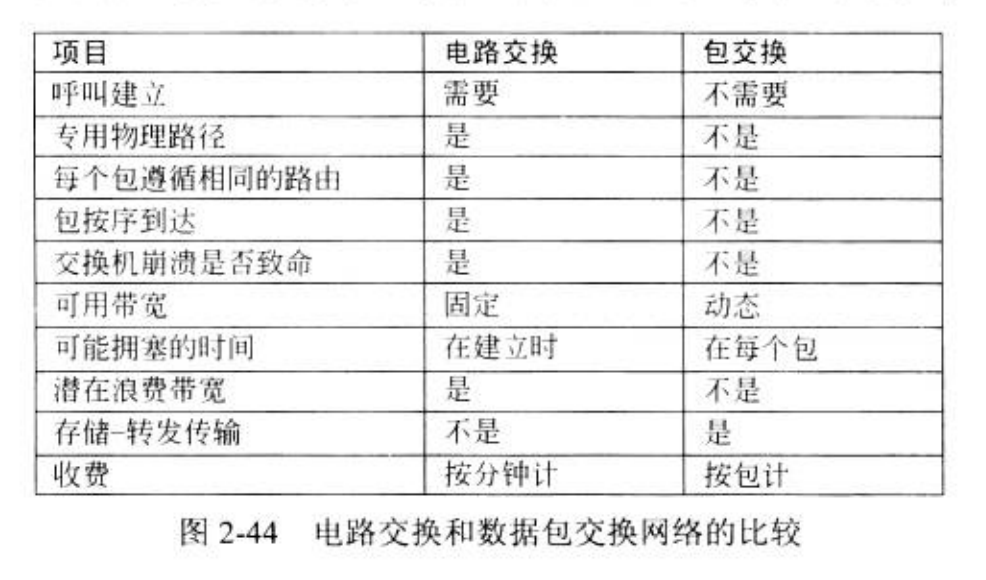 项目 电路交换 包交换
呼叫建立 需要 不需要
专用物理路径 是 不是
每个包遵循相同的路由 是 不是
包按序到达 是 不是
交换机崩溃是否致命 是 不是
可用带宽 固定 动态
可能拥塞的时间 在建立时 在每个包
潜在浪费带宽 是 不是
存储-转发传输 不是 是
收费 按分钟计 按包计
图 2-44 电路交换和数据包交换网络的比较